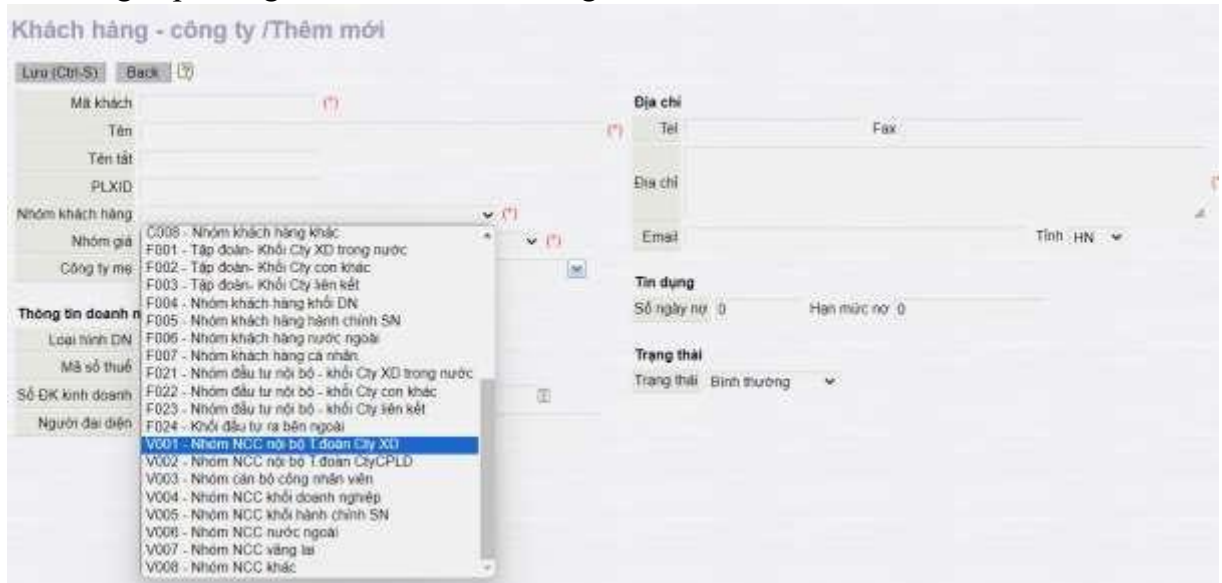 Khách hàng - công ty /Thêm mới
Lưu (Ctrl-S) Back
Mã khách (*)
Tên (*)
Tên tắt
PLXID
Nhóm khách hàng (*)
Nhóm giá (*)
Công ty mẹ
C008 - Nhóm khách hàng khác
F001 - Tập đoàn- Khối Cty XD trong nước
F002 - Tập đoàn- Khối Cty con khác
F003 - Tập đoàn- Khối Cty liên kết
F004 - Nhóm khách hàng khối DN
F005 - Nhóm khách hàng hành chính SN
F006 - Nhóm khách hàng nước ngoài
F007 - Nhóm khách hàng cá nhân
F021 - Nhóm đầu tư nội bộ - khối Cty XD trong nước
F022 - Nhóm đầu tư nội bộ - khối Cty con khác
F023 - Nhóm đầu tư nội bộ - khối Cty liên kết
F024 - Khối đầu tư ra bên ngoài
V001 - Nhóm NCC nội bộ T.đoàn Cty XD
V002 - Nhóm NCC nội bộ T.đoàn CtyCPLD
V003 - Nhóm cán bộ công nhân viên
V004 - Nhóm NCC khối doanh nghiệp
V005 - Nhóm NCC khối hành chính SN
V006 - Nhóm NCC nước ngoài
V007 - Nhóm NCC vãng lai
V008 - Nhóm NCC khác
Thông tin doanh n
Loại hình DN
Mã số thuế
Số ĐK kinh doanh
Người đại diện
Địa chỉ
Tel Fax
Địa chỉ
Email Tỉnh HN
Tín dụng
Số ngày nợ 0 Hạn mức nợ 0
Trạng thái
Trạng thái Bình thường